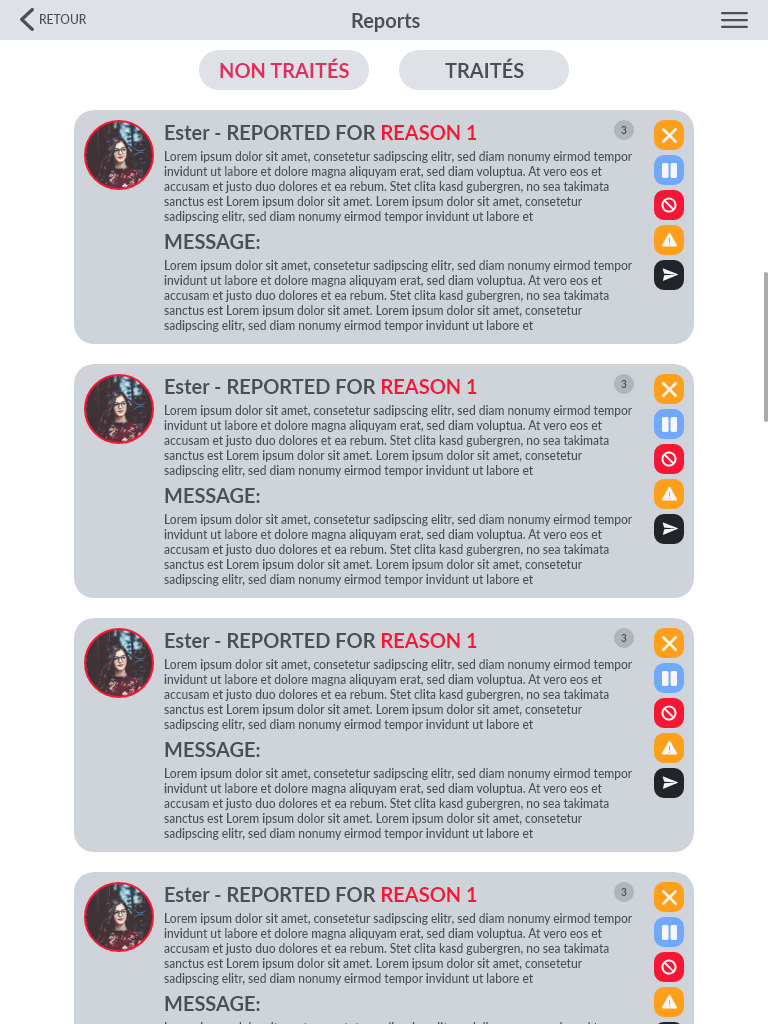 RETOUR
Reports
NON TRAITÉS
TRAITÉS
Ester - REPORTED FOR REASON 1
3
Lorem ipsum dolor sit amet, consetetur sadipscing elitr, sed diam nonumy eirmod tempor
invidunt ut labore et dolore magna aliquyam erat, sed diam voluptua. At vero eos et
accusam et justo duo dolores et ea rebum. Stet clita kasd gubergren, no sea takimata
sanctus est Lorem ipsum dolor sit amet. Lorem ipsum dolor sit amet, consetetur
sadipscing elitr, sed diam nonumy eirmod tempor invidunt ut labore et
MESSAGE:
Lorem ipsum dolor sit amet, consetetur sadipscing elitr, sed diam nonumy eirmod tempor
invidunt ut labore et dolore magna aliquyam erat, sed diam voluptua. At vero eos et
accusam et justo duo dolores et ea rebum. Stet clita kasd gubergren, no sea takimata
sanctus est Lorem ipsum dolor sit amet. Lorem ipsum dolor sit amet, consetetur
sadipscing elitr, sed diam nonumy eirmod tempor invidunt ut labore et
Ester - REPORTED FOR REASON 1
3
Lorem ipsum dolor sit amet, consetetur sadipscing elitr, sed diam nonumy eirmod tempor
invidunt ut labore et dolore magna aliquyam erat, sed diam voluptua. At vero eos et
accusam et justo duo dolores et ea rebum. Stet clita kasd gubergren, no sea takimata
sanctus est Lorem ipsum dolor sit amet. Lorem ipsum dolor sit amet, consetetur
sadipscing elitr, sed diam nonumy eirmod tempor invidunt ut labore et
MESSAGE:
Lorem ipsum dolor sit amet, consetetur sadipscing elitr, sed diam nonumy eirmod tempor
invidunt ut labore et dolore magna aliquyam erat, sed diam voluptua. At vero eos et
accusam et justo duo dolores et ea rebum. Stet clita kasd gubergren, no sea takimata
sanctus est Lorem ipsum dolor sit amet. Lorem ipsum dolor sit amet, consetetur
sadipscing elitr, sed diam nonumy eirmod tempor invidunt ut labore et
Ester - REPORTED FOR REASON 1
3
Lorem ipsum dolor sit amet, consetetur sadipscing elitr, sed diam nonumy eirmod tempor
invidunt ut labore et dolore magna aliquyam erat, sed diam voluptua. At vero eos et
accusam et justo duo dolores et ea rebum. Stet clita kasd gubergren, no sea takimata
sanctus est Lorem ipsum dolor sit amet. Lorem ipsum dolor sit amet, consetetur
sadipscing elitr, sed diam nonumy eirmod tempor invidunt ut labore et
MESSAGE:
Lorem ipsum dolor sit amet, consetetur sadipscing elitr, sed diam nonumy eirmod tempor
invidunt ut labore et dolore magna aliquyam erat, sed diam voluptua. At vero eos et
accusam et justo duo dolores et ea rebum. Stet clita kasd gubergren, no sea takimata
sanctus est Lorem ipsum dolor sit amet. Lorem ipsum dolor sit amet, consetetur
sadipscing elitr, sed diam nonumy eirmod tempor invidunt ut labore et
Ester - REPORTED FOR REASON 1
3
Lorem ipsum dolor sit amet, consetetur sadipscing elitr, sed diam nonumy eirmod tempor
invidunt ut labore et dolore magna aliquyam erat, sed diam voluptua. At vero eos et
accusam et justo duo dolores et ea rebum. Stet clita kasd gubergren, no sea takimata
sanctus est Lorem ipsum dolor sit amet. Lorem ipsum dolor sit amet, consetetur
sadipscing elitr, sed diam nonumy eirmod tempor invidunt ut labore et
MESSAGE: